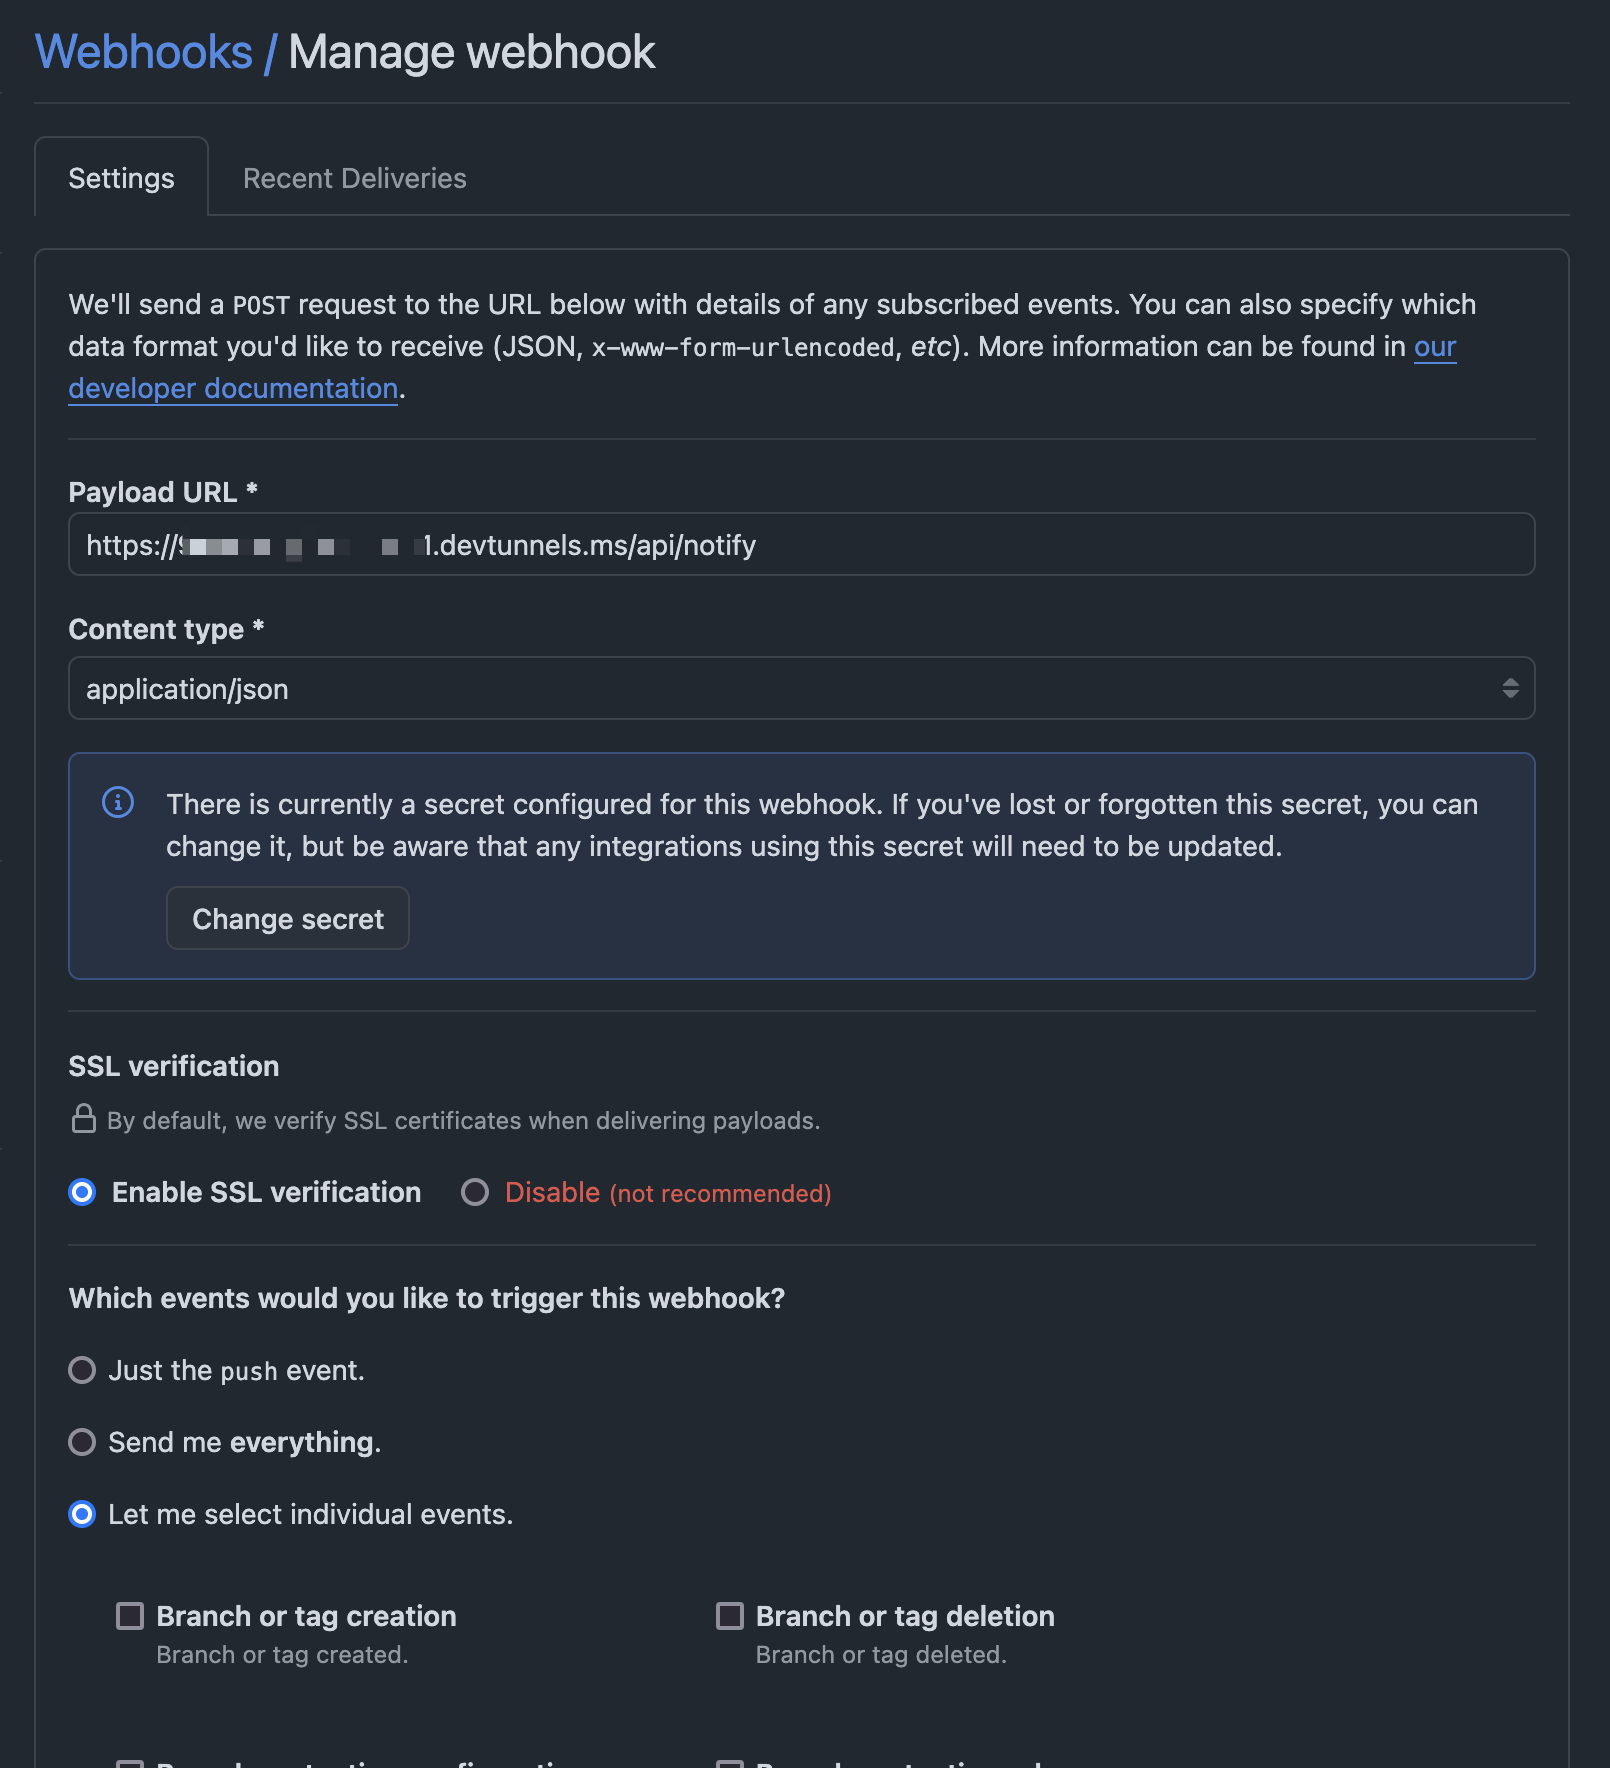 Webhooks / Manage webhook
Settings
Recent Deliveries
We'll send a POST request to the URL below with details of any subscribed events. You can also specify which
data format you'd like to receive (JSON, x-www-form-urlencoded, etc). More information can be found in our
developer documentation.
Payload URL *
https:// 1.devtunnels.ms/api/notify
Content type *
application/json
There is currently a secret configured for this webhook. If you've lost or forgotten this secret, you can
change it, but be aware that any integrations using this secret will need to be updated.
Change secret
SSL verification
By default, we verify SSL certificates when delivering payloads.
Enable SSL verification
Disable (not recommended)
Which events would you like to trigger this webhook?
Just the push event.
Send me everything.
Let me select individual events.
Branch or tag creation
Branch or tag created.
Branch or tag deletion
Branch or tag deleted.